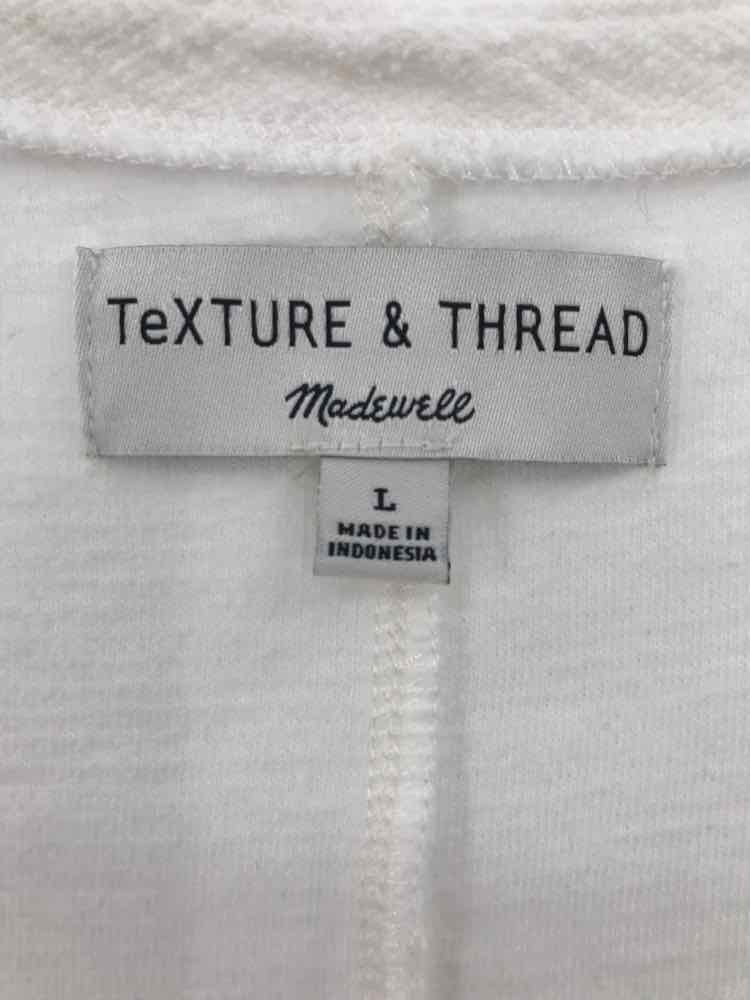 TeXTURE & THREAD
Madewell
L
MADE IN
INDONESIA